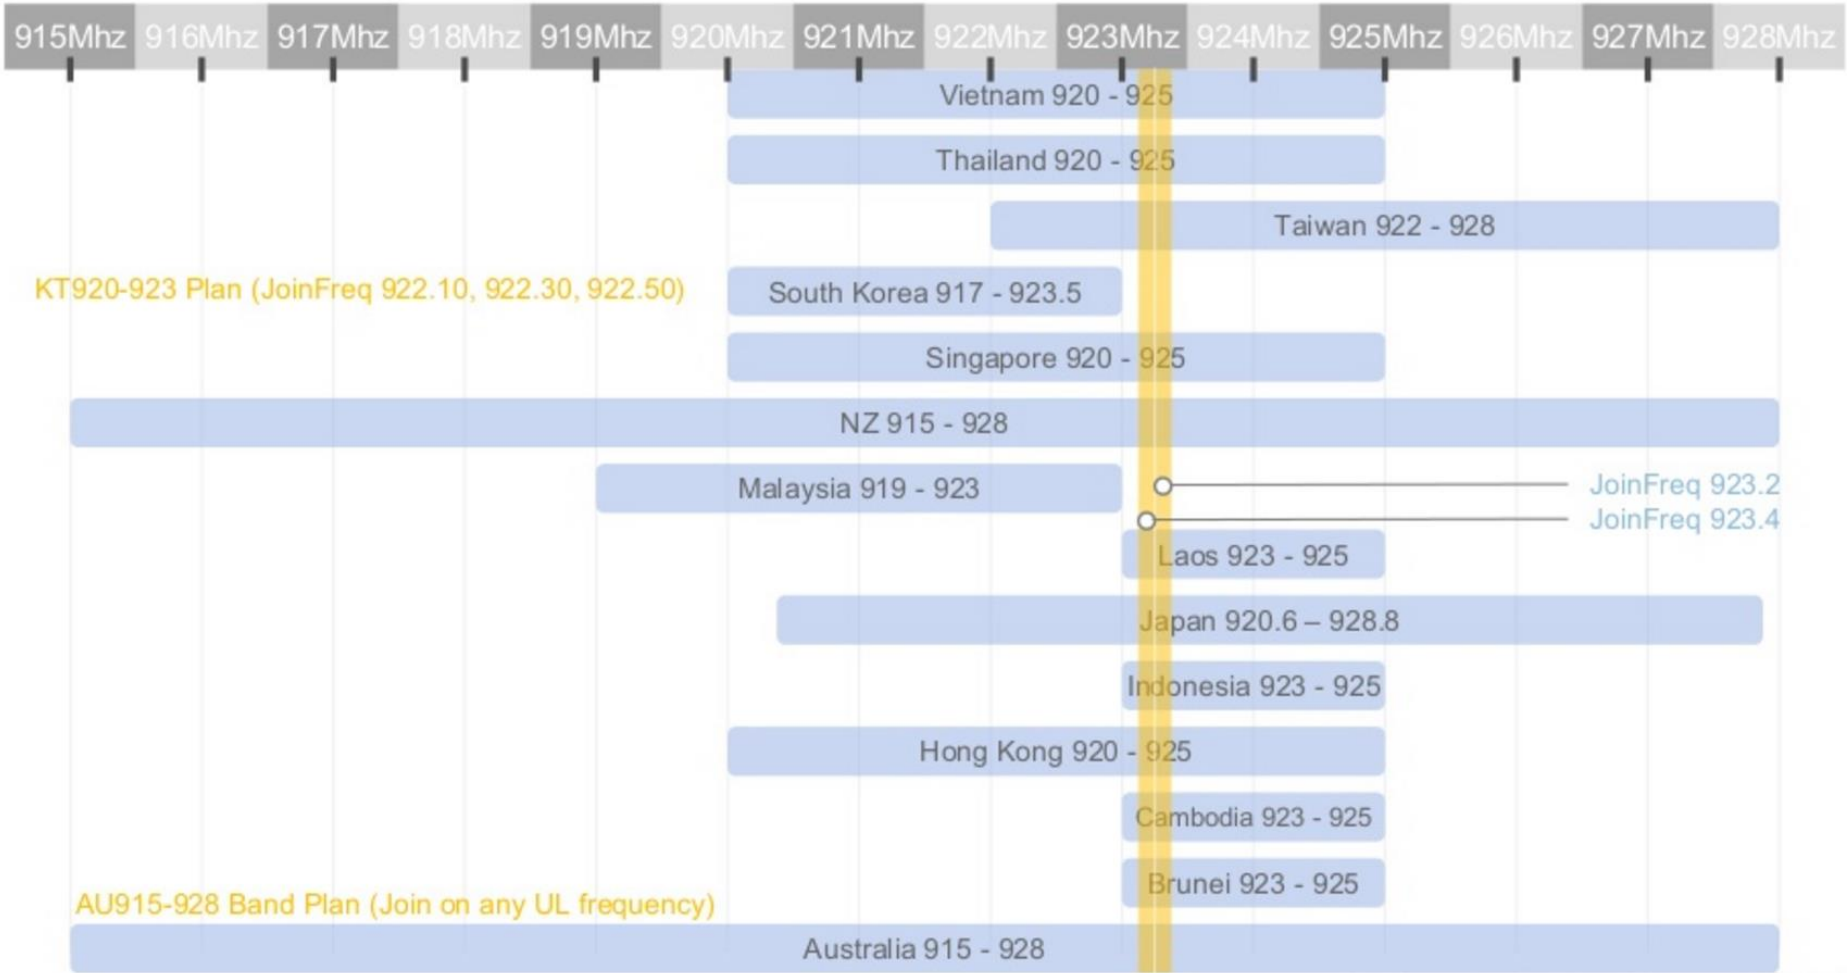 915Mhz 916Mhz 917Mhz 918Mhz 919Mhz 920Mhz 921Mhz 922Mhz 923Mhz 924Mhz 925Mhz 926Mhz 927Mhz 928Mhz
Vietnam 920 - 925
Thailand 920 - 925
Taiwan 922 - 928
KT920-923 Plan (JoinFreq 922.10, 922.30, 922.50)
South Korea 917 - 923.5
Singapore 920 - 925
NZ 915 - 928
Malaysia 919 - 923
JoinFreq 923.2
JoinFreq 923.4
Laos 923 - 925
Japan 920.6 – 928.8
Indonesia 923 - 925
Hong Kong 920 - 925
Cambodia 923 - 925
Brunei 923 - 925
AU915-928 Band Plan (Join on any UL frequency)
Australia 915 - 928